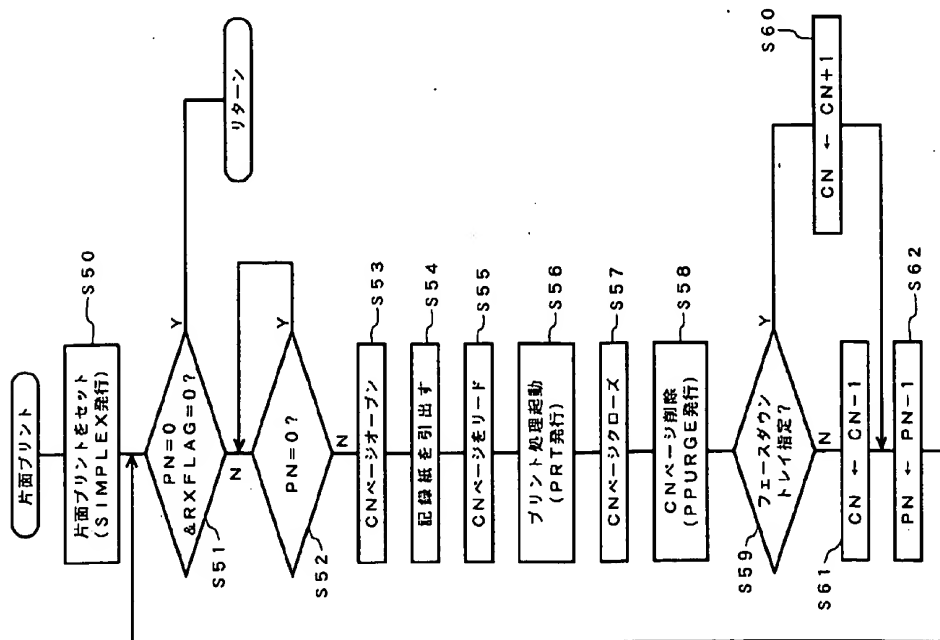 片面プリント
片面プリントをセット
(SIMPLEX発行)
S50
PN=0
&RXFLAG=0?
Y
N
S51
リターン
PN=0?
Y
N
S52
CNページオープン
S53
記録紙を引出す
S54
CNページをリード
S55
プリント処理起動
(PRT発行)
S56
CNページクローズ
S57
CNページ削除
(PPURGE発行)
S58
フェースダウン
トレイ指定?
Y
N
S59
CN ← CN+1
S60
CN ← CN-1
S61
PN ← PN-1
S62